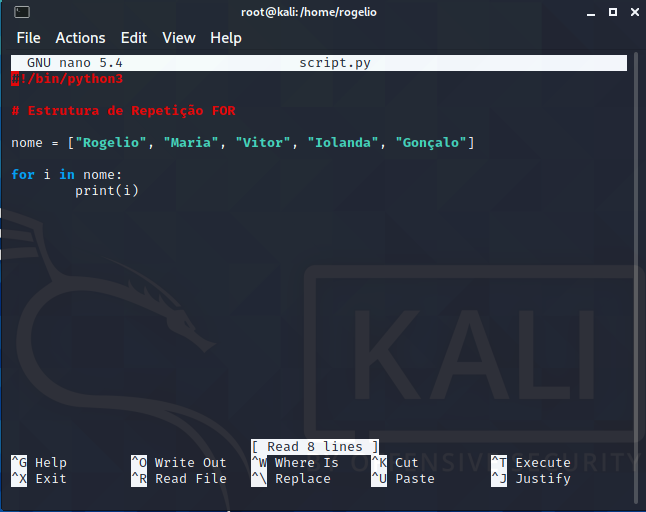 root@kali: /home/rogelio
File Actions Edit View Help
GNU nano 5.4 script.py
#!/bin/python3
# Estrutura de Repetição FOR
nome = ["Rogelio", "Maria", "Vitor", "Iolanda", "Gonçalo"]
for i in nome:
        print(i)
KALI
[ Read 8 lines ]
^G Help ^O Write Out ^W Where Is ^K Cut ^T Execute
^X Exit ^R Read File ^\ Replace ^U Paste ^J Justify
OFFENSIVE SECURITY